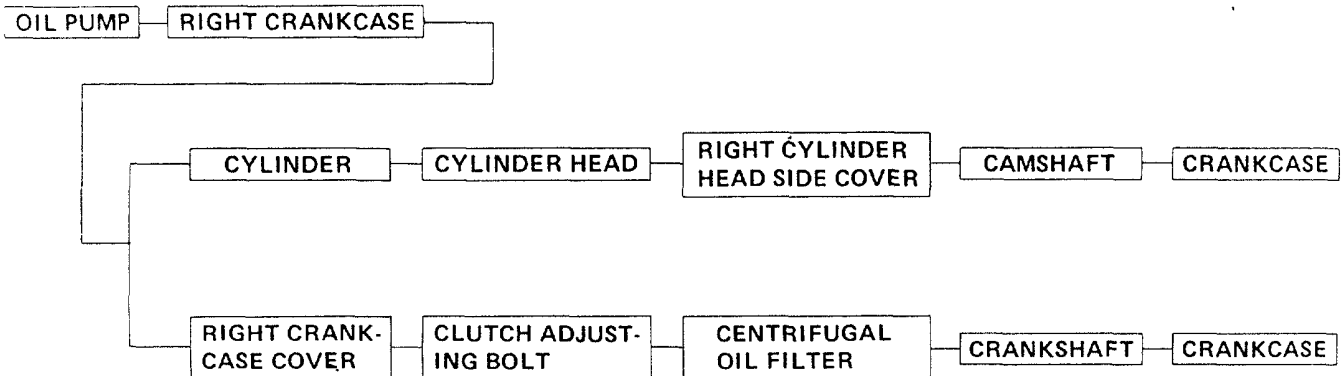 OIL PUMP
RIGHT CRANKCASE
CYLINDER
CYLINDER HEAD
RIGHT CYLINDER
HEAD SIDE COVER
CAMSHAFT
CRANKCASE
RIGHT CRANK-
CASE COVER
CLUTCH ADJUST-
ING BOLT
CENTRIFUGAL
OIL FILTER
CRANKSHAFT
CRANKCASE